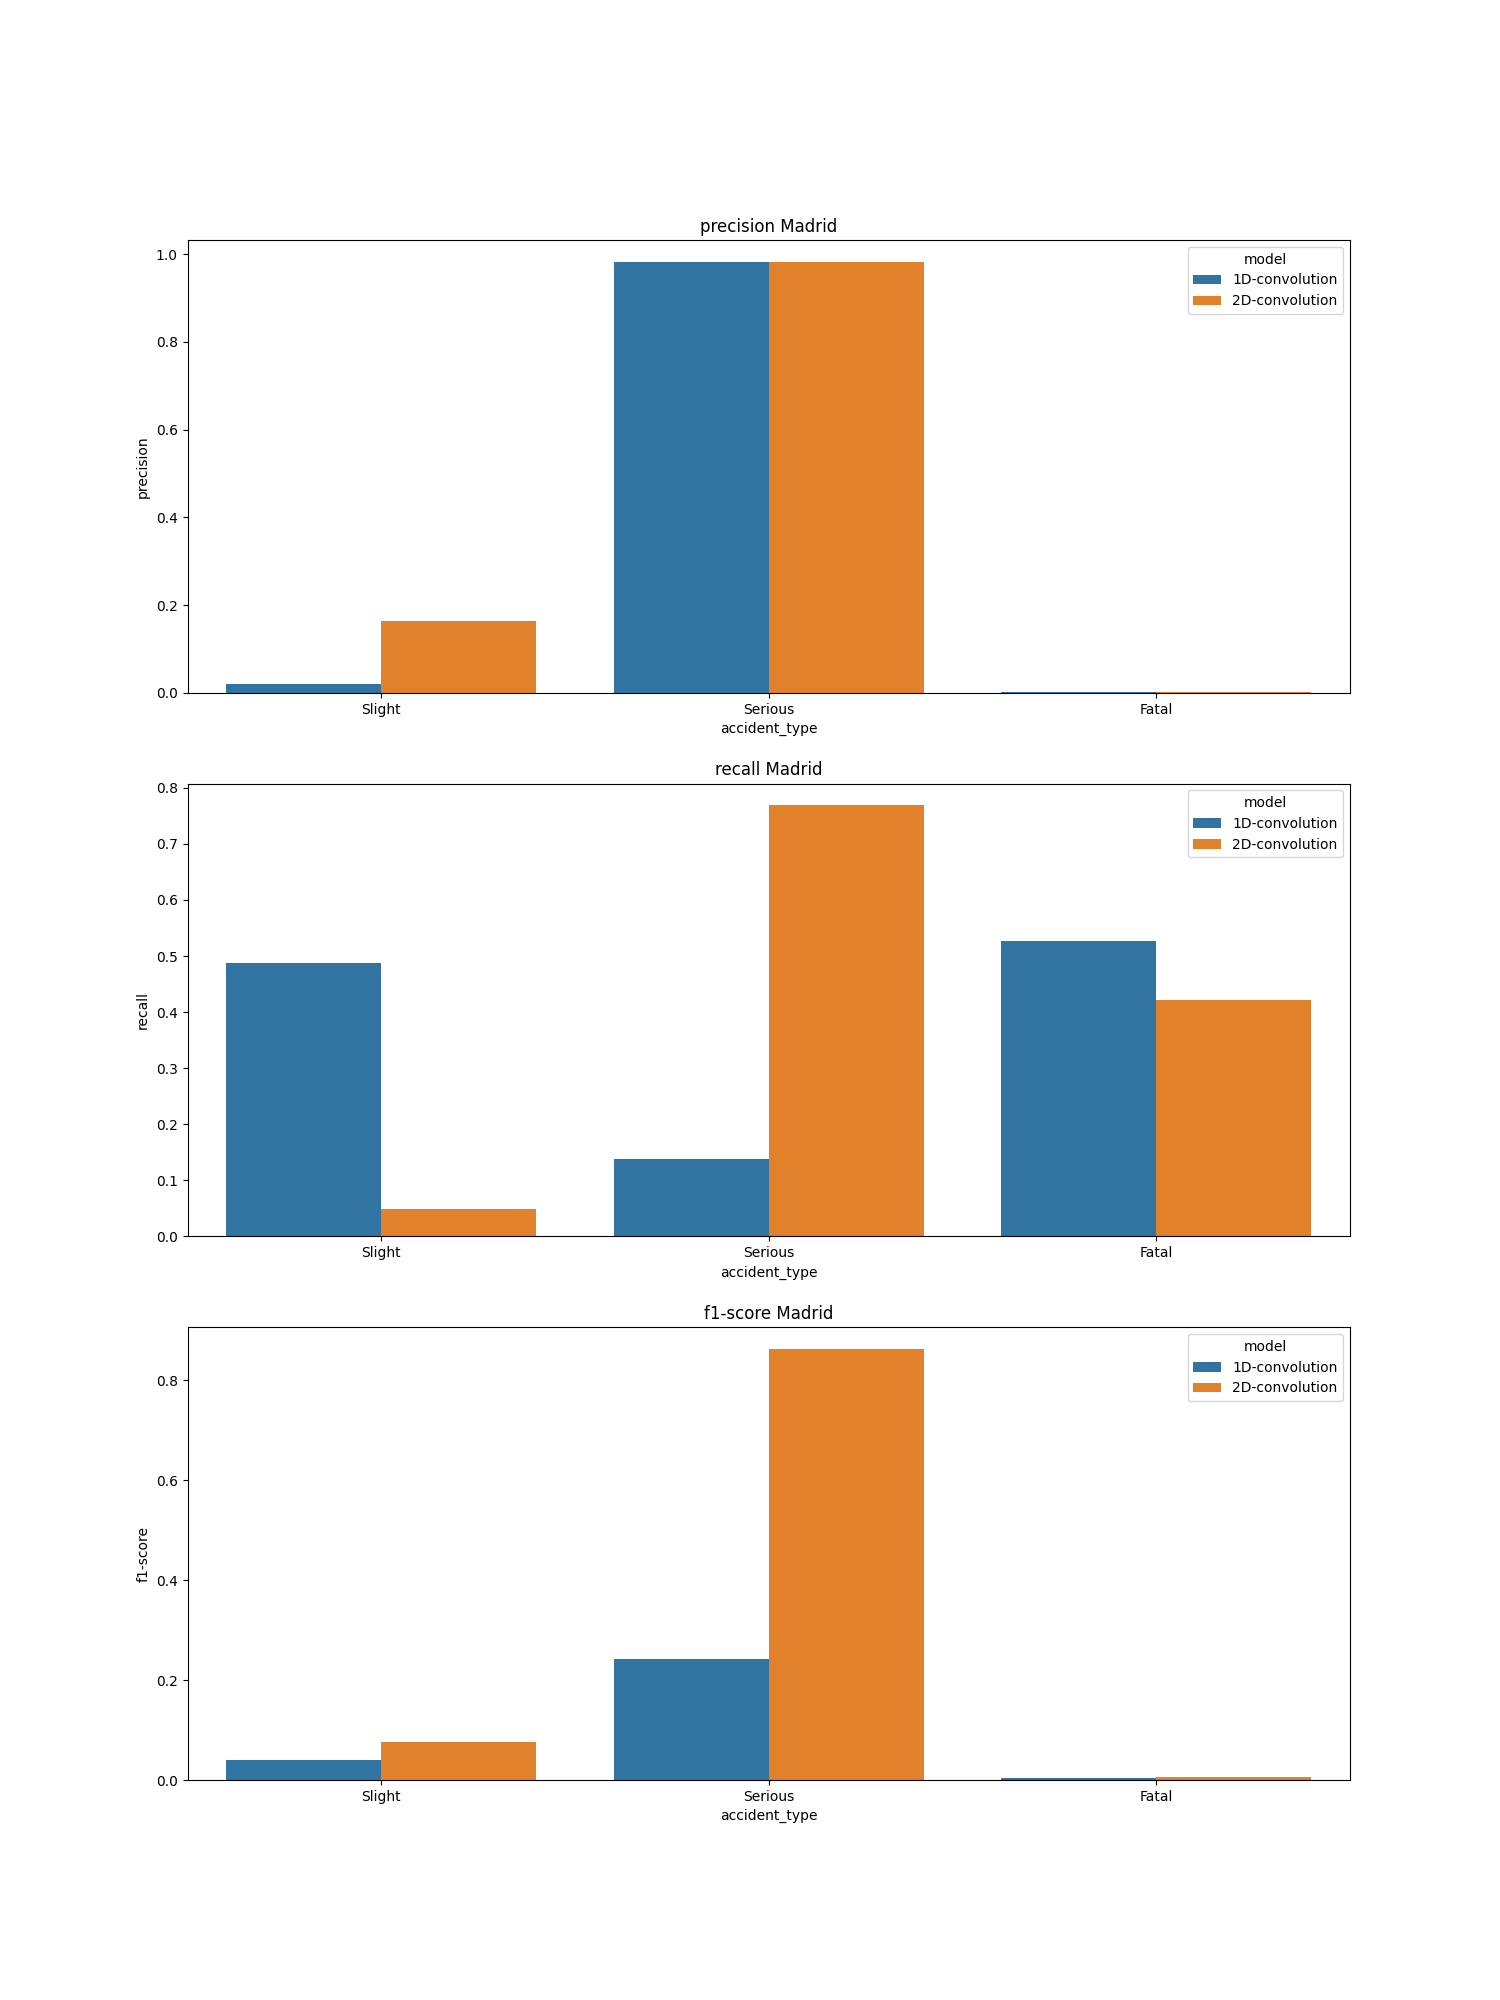 precision Madrid
1.0
0.8
0.6
0.4
0.2
0.0
precision
model
1D-convolution
2D-convolution
Slight
Serious
Fatal
accident_type
recall Madrid
0.8
0.7
0.6
0.5
0.4
0.3
0.2
0.1
0.0
recall
model
1D-convolution
2D-convolution
Slight
Serious
Fatal
accident_type
f1-score Madrid
0.8
0.6
0.4
0.2
0.0
f1-score
model
1D-convolution
2D-convolution
Slight
Serious
Fatal
accident_type